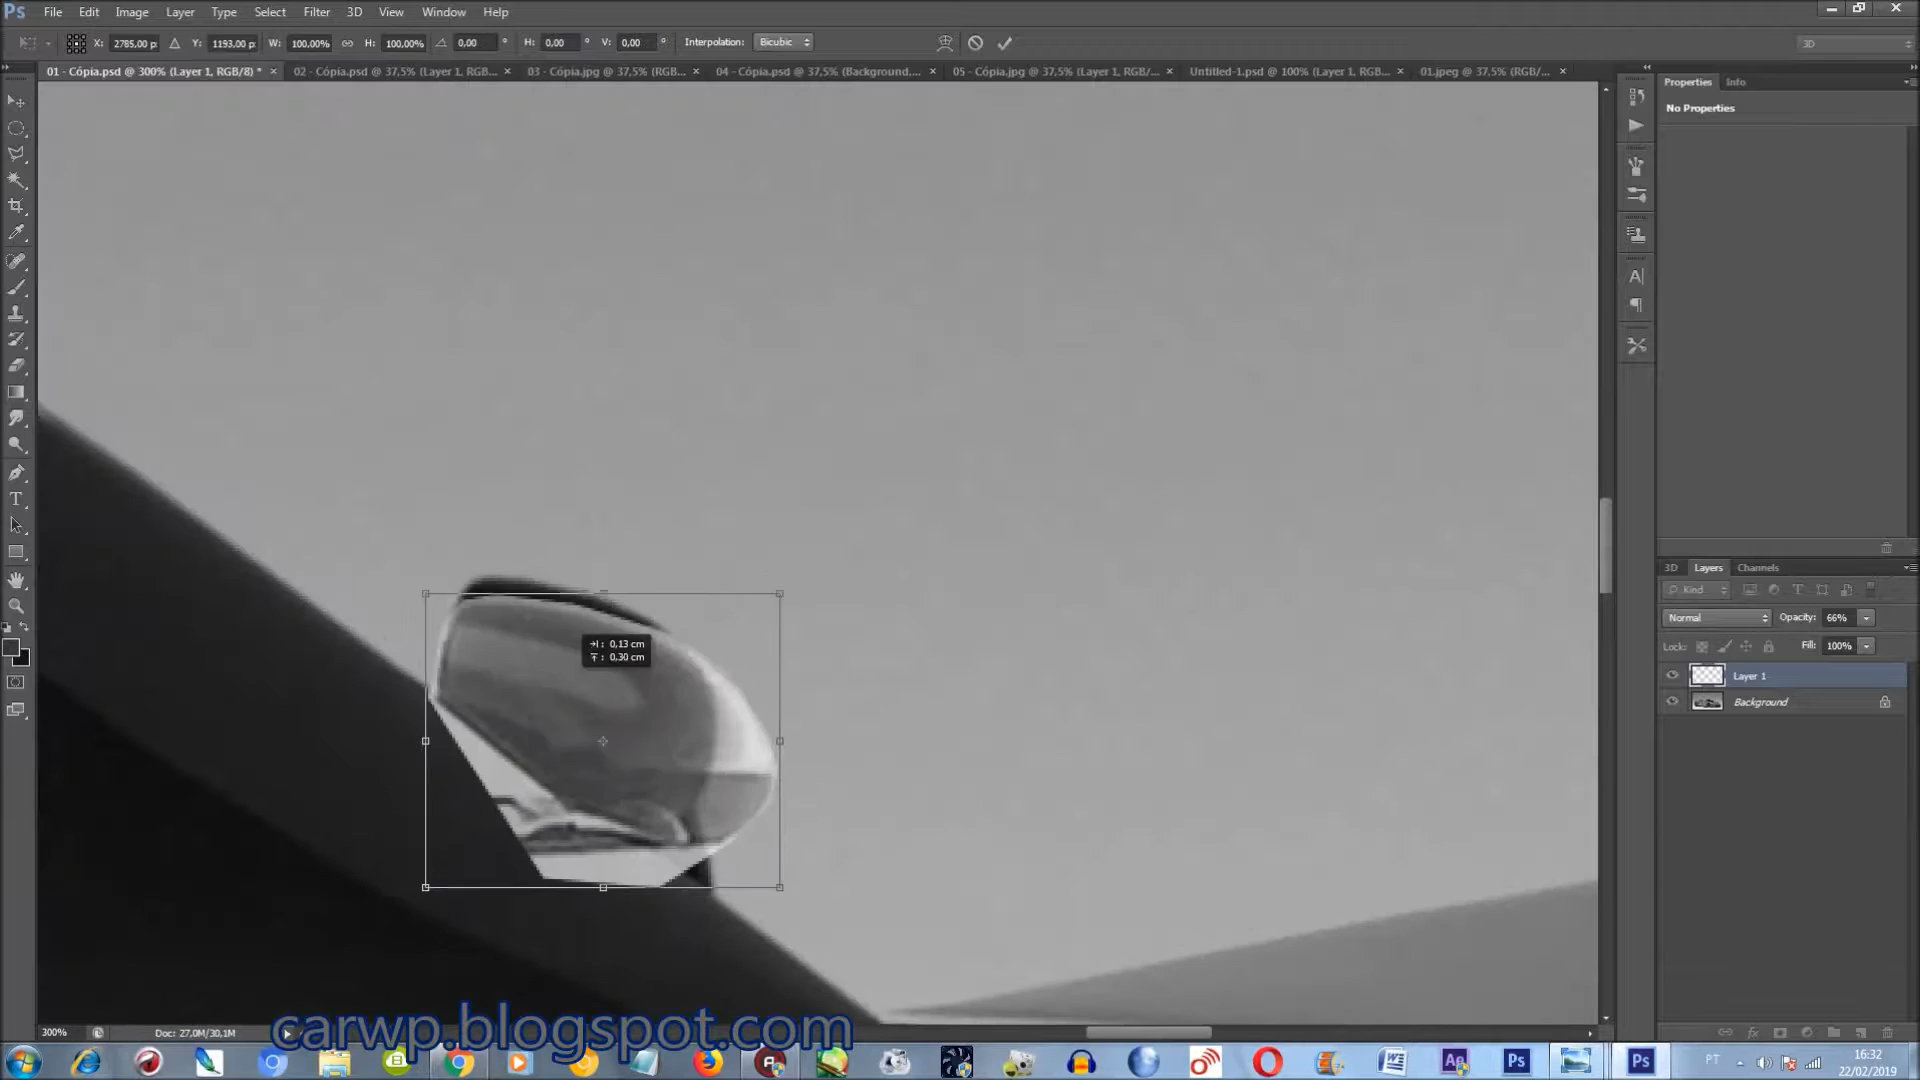 Ps File Edit Image Layer Type Select Filter 3D View Window Help
X: 2785,00 p Y: 1193,00 p W: 100,00% H: 100,00% 0,00 ° H: 0,00 ° V: 0,00 ° Interpolation: Bicubic 3D
01 - Cópia.psd @ 300% (Layer 1, RGB/8) * × 02 - Cópia.psd @ 37,5% (Layer 1, RGB... × 03 - Cópia.jpg @ 37,5% (RGB... × 04 - Cópia.psd @ 37,5% (Background,... × 05 - Cópia.jpg @ 37,5% (Layer 1, RGB/... × Untitled-1.psd @ 100% (Layer 1, RGB... × 01.jpeg @ 37,5% (RGB/... ×
Properties Info
No Properties
0,13 cm
0,30 cm
3D Layers Channels
Kind
Normal Opacity: 66%
Lock: Fill: 100%
Layer 1
Background
300% Doc: 27,0M/30,1M
carwp.blogspot.com
PT 16:32
22/02/2019